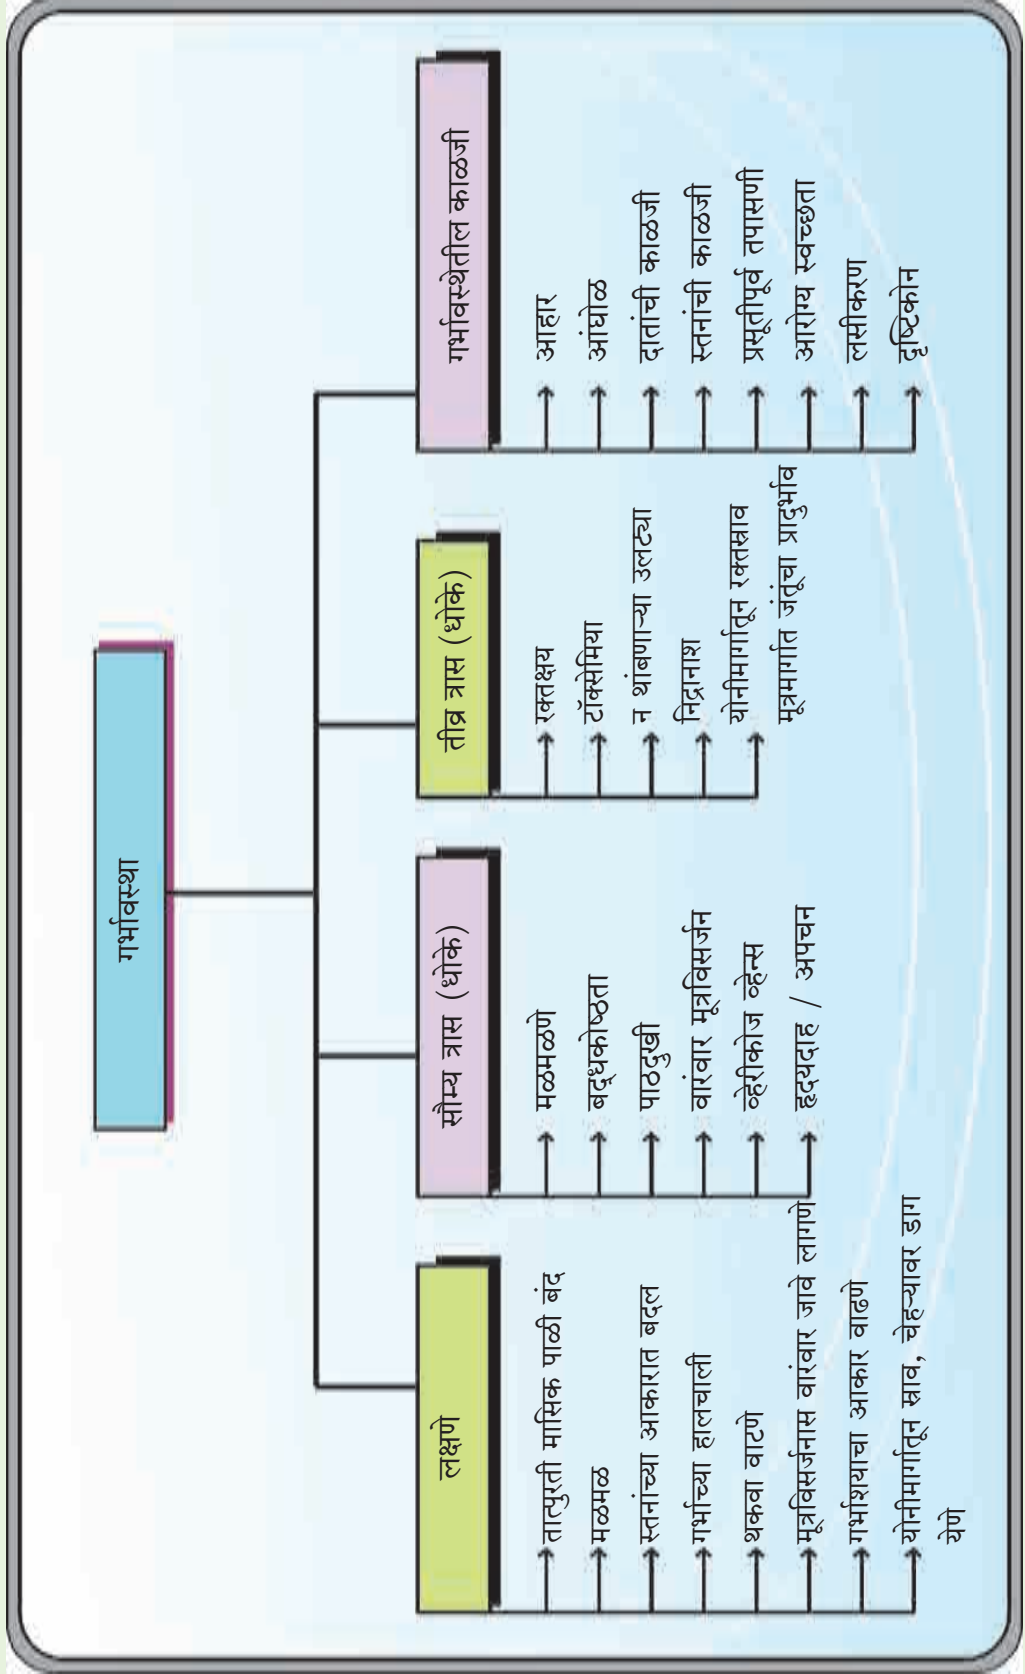 गर्भावस्था
लक्षणे
तात्पुरती मासिक पाळी बंद
मळमळ
स्तनांच्या आकारात बदल
गर्भाच्या हालचाली
थकवा वाटणे
मूत्रविसर्जनास वारंवार जावे लागणे
गर्भाशयाचा आकार वाढणे
योनीमार्गातून स्राव, चेहऱ्यावर डाग
येणे
सौम्य त्रास (धोके)
मळमळणे
बद्धकोष्ठता
पाठदुखी
वारंवार मूत्रविसर्जन
व्हेरीकोज व्हेन्स
हृदयदाह / अपचन
तीव्र त्रास (धोके)
रक्तक्षय
टॉक्सेमिया
न थांबणाऱ्या उलट्या
निद्रानाश
योनीमार्गातून रक्तस्राव
मूत्रमार्गात जंतूंचा प्रादुर्भाव
गर्भावस्थेतील काळजी
आहार
आंघोळ
दातांची काळजी
स्तनांची काळजी
प्रसूतीपूर्व तपासणी
आरोग्य स्वच्छता
लसीकरण
दृष्टिकोन